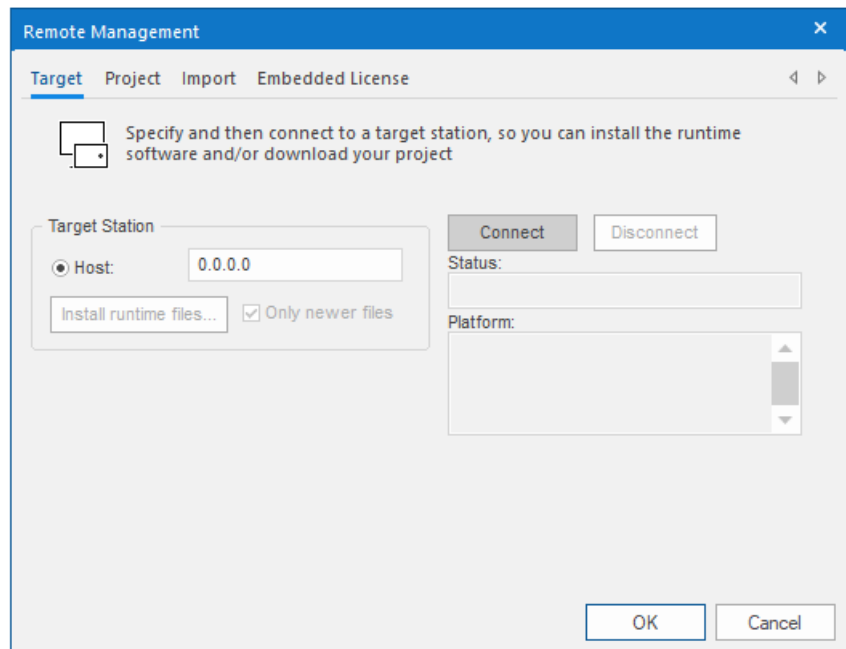 Remote Management
Target Project Import Embedded License
Specify and then connect to a target station, so you can install the runtime
software and/or download your project
Target Station
Host: 0.0.0.0
Install runtime files... Only newer files
Connect Disconnect
Status:
Platform:
OK Cancel